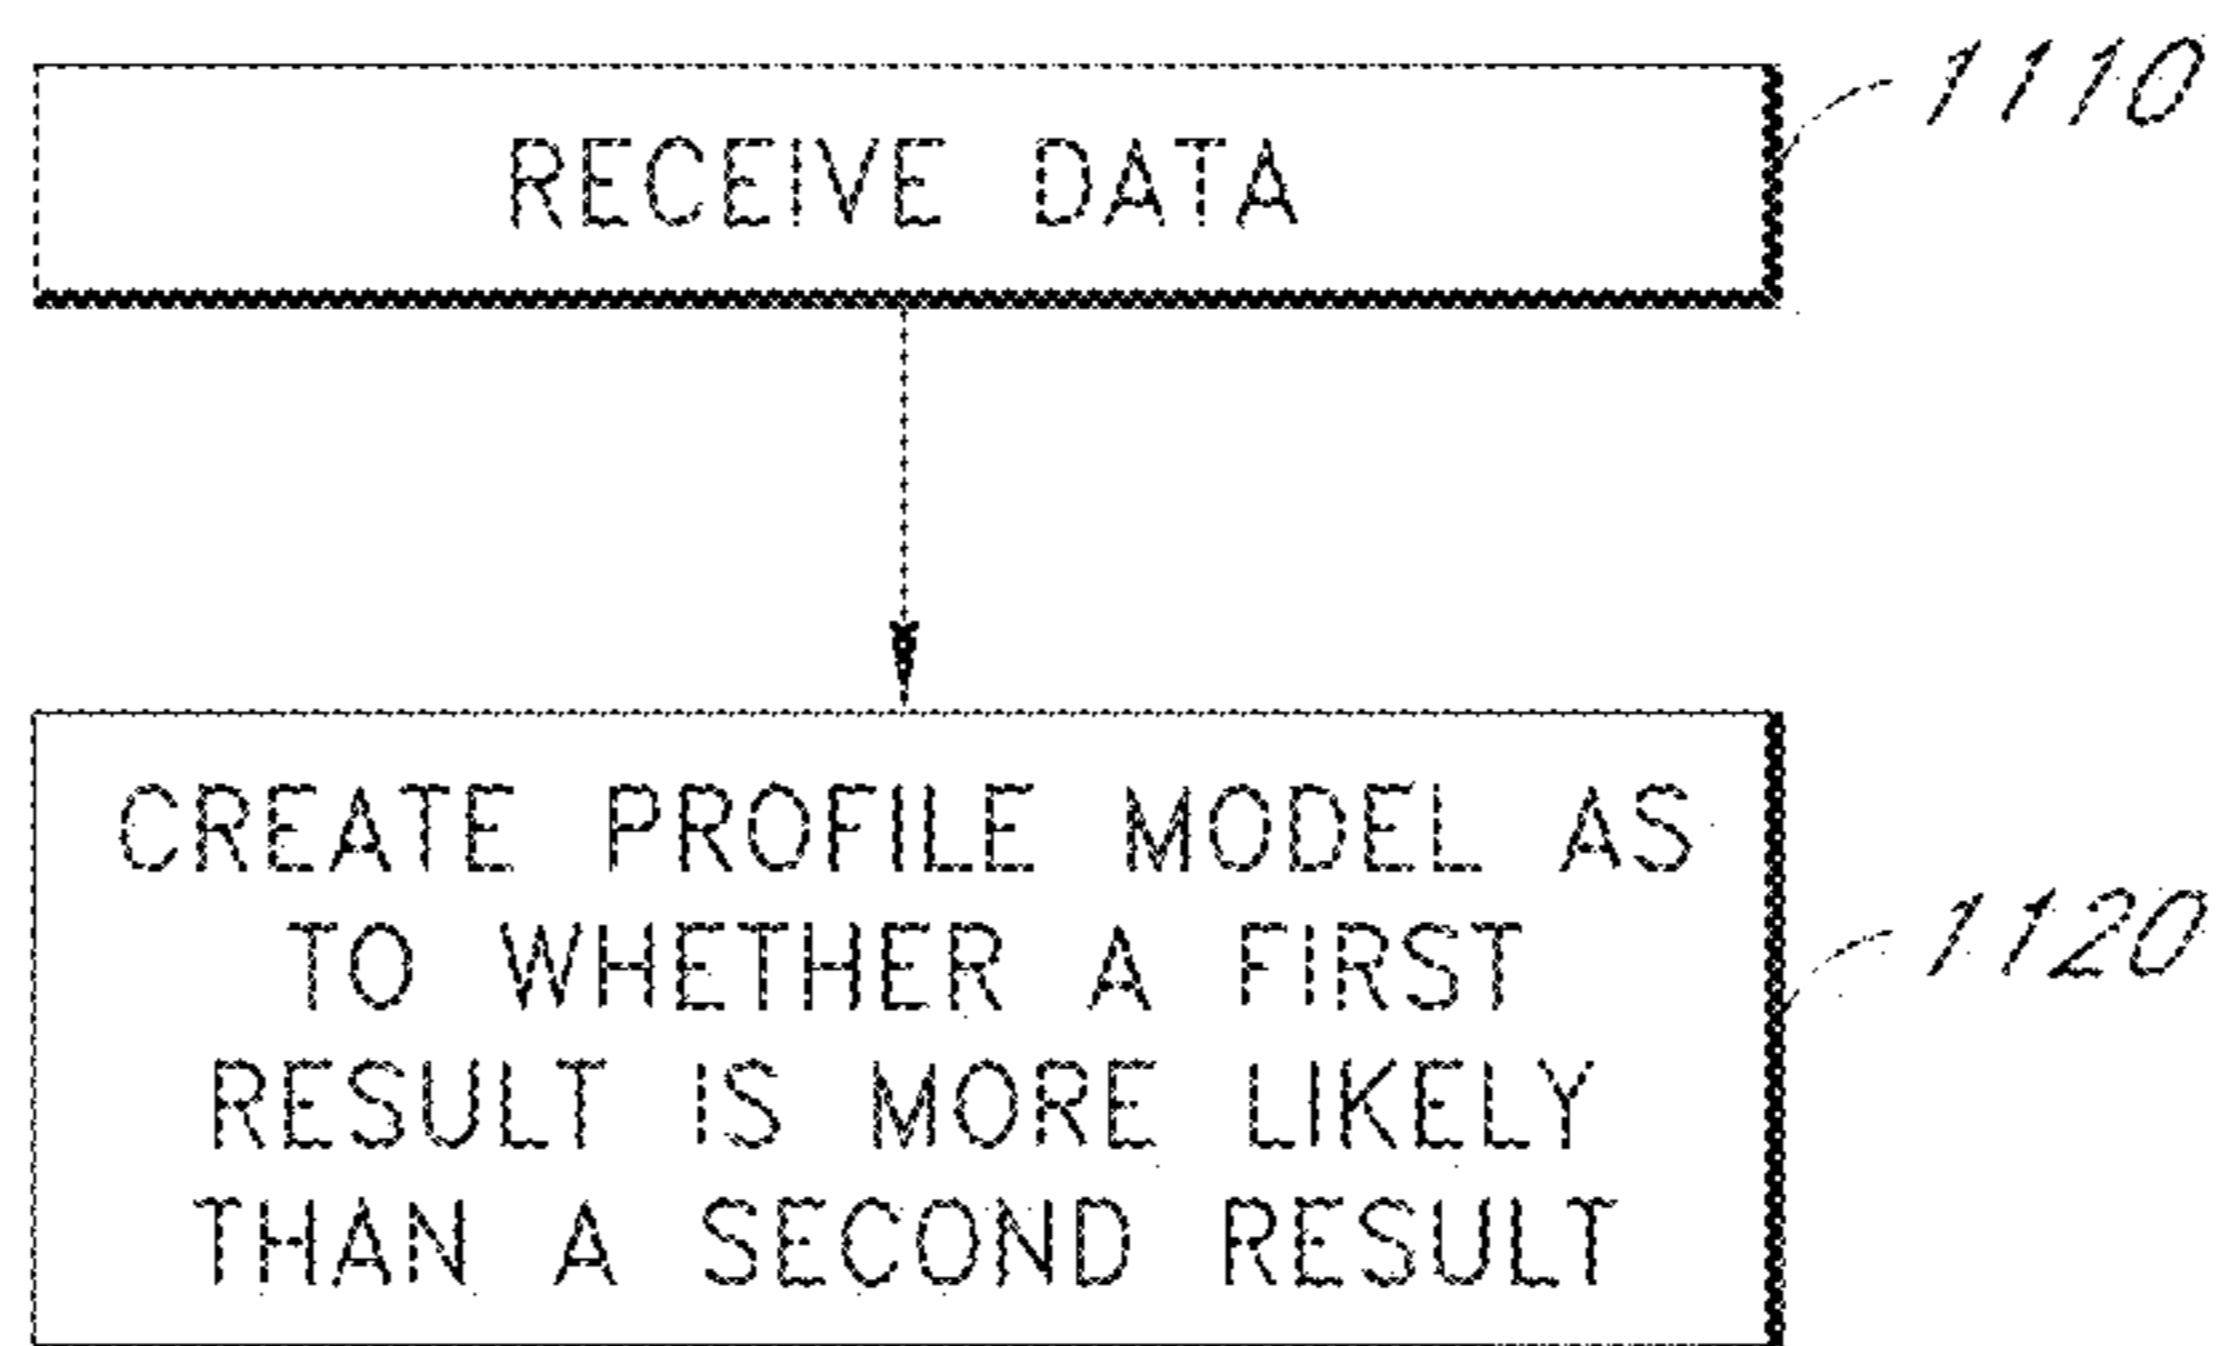 RECEIVE DATA
1110
CREATE PROFILE MODEL AS
TO WHETHER A FIRST
RESULT IS MORE LIKELY
THAN A SECOND RESULT
1120